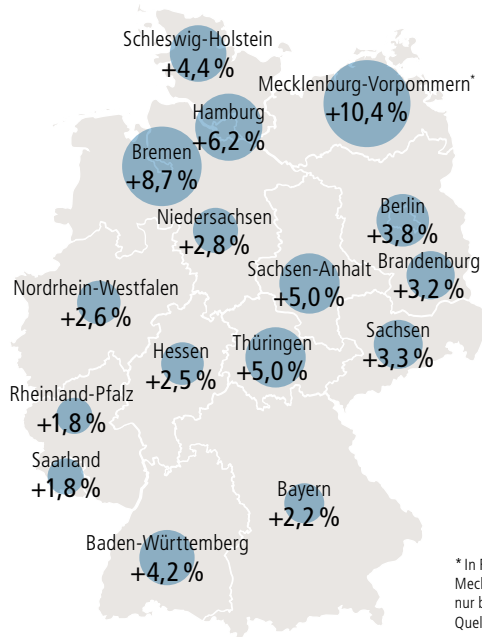 Schleswig-Holstein
+4,4 %
Mecklenburg-Vorpommern*
+10,4 %
Hamburg
+6,2 %
Bremen
+8,7 %
Berlin
+3,8 %
Niedersachsen
+2,8 %
Sachsen-Anhalt
+5,0 %
Brandenburg
+3,2 %
Nordrhein-Westfalen
+2,6 %
Sachsen
+3,3 %
Hessen
+2,5 %
Thüringen
+5,0 %
Rheinland-Pfalz
+1,8 %
Saarland
+1,8 %
Bayern
+2,2 %
Baden-Württemberg
+4,2 %
* In
Meck
nur
Quel